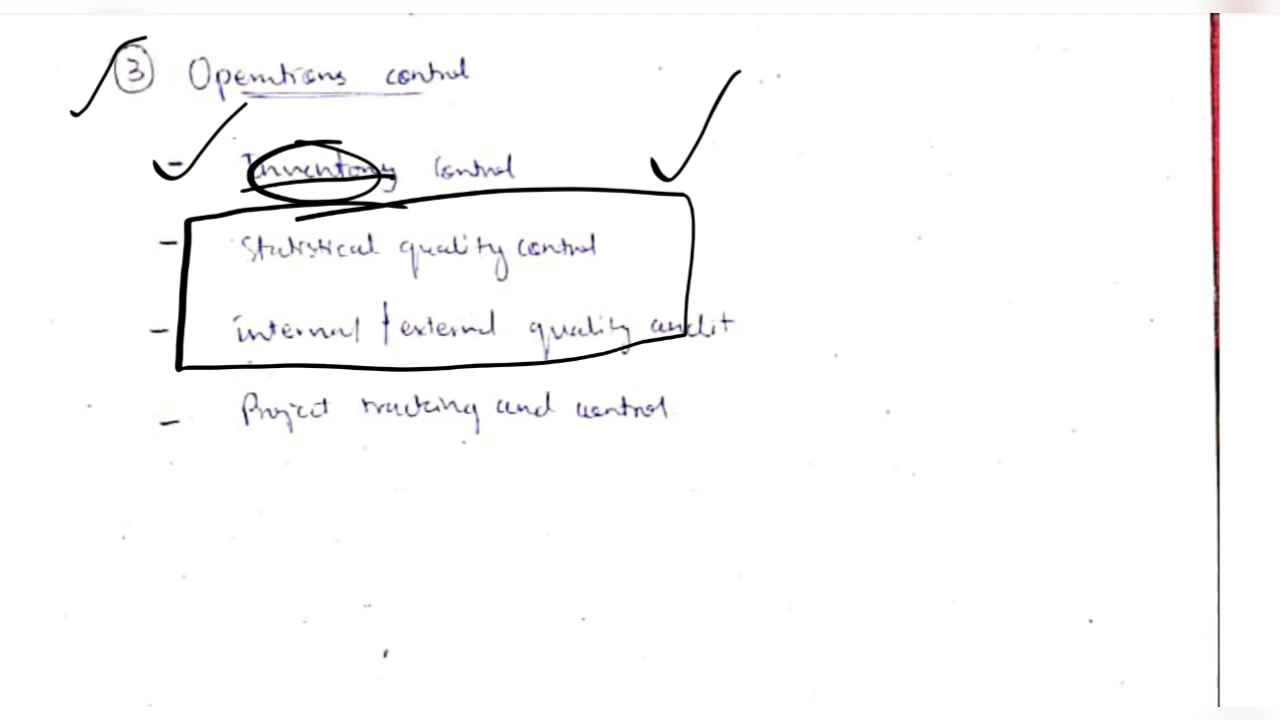 ③ Operations control
- Inventory control
- Statistical quality control
- internal / external quality audit
- Project tracking and control